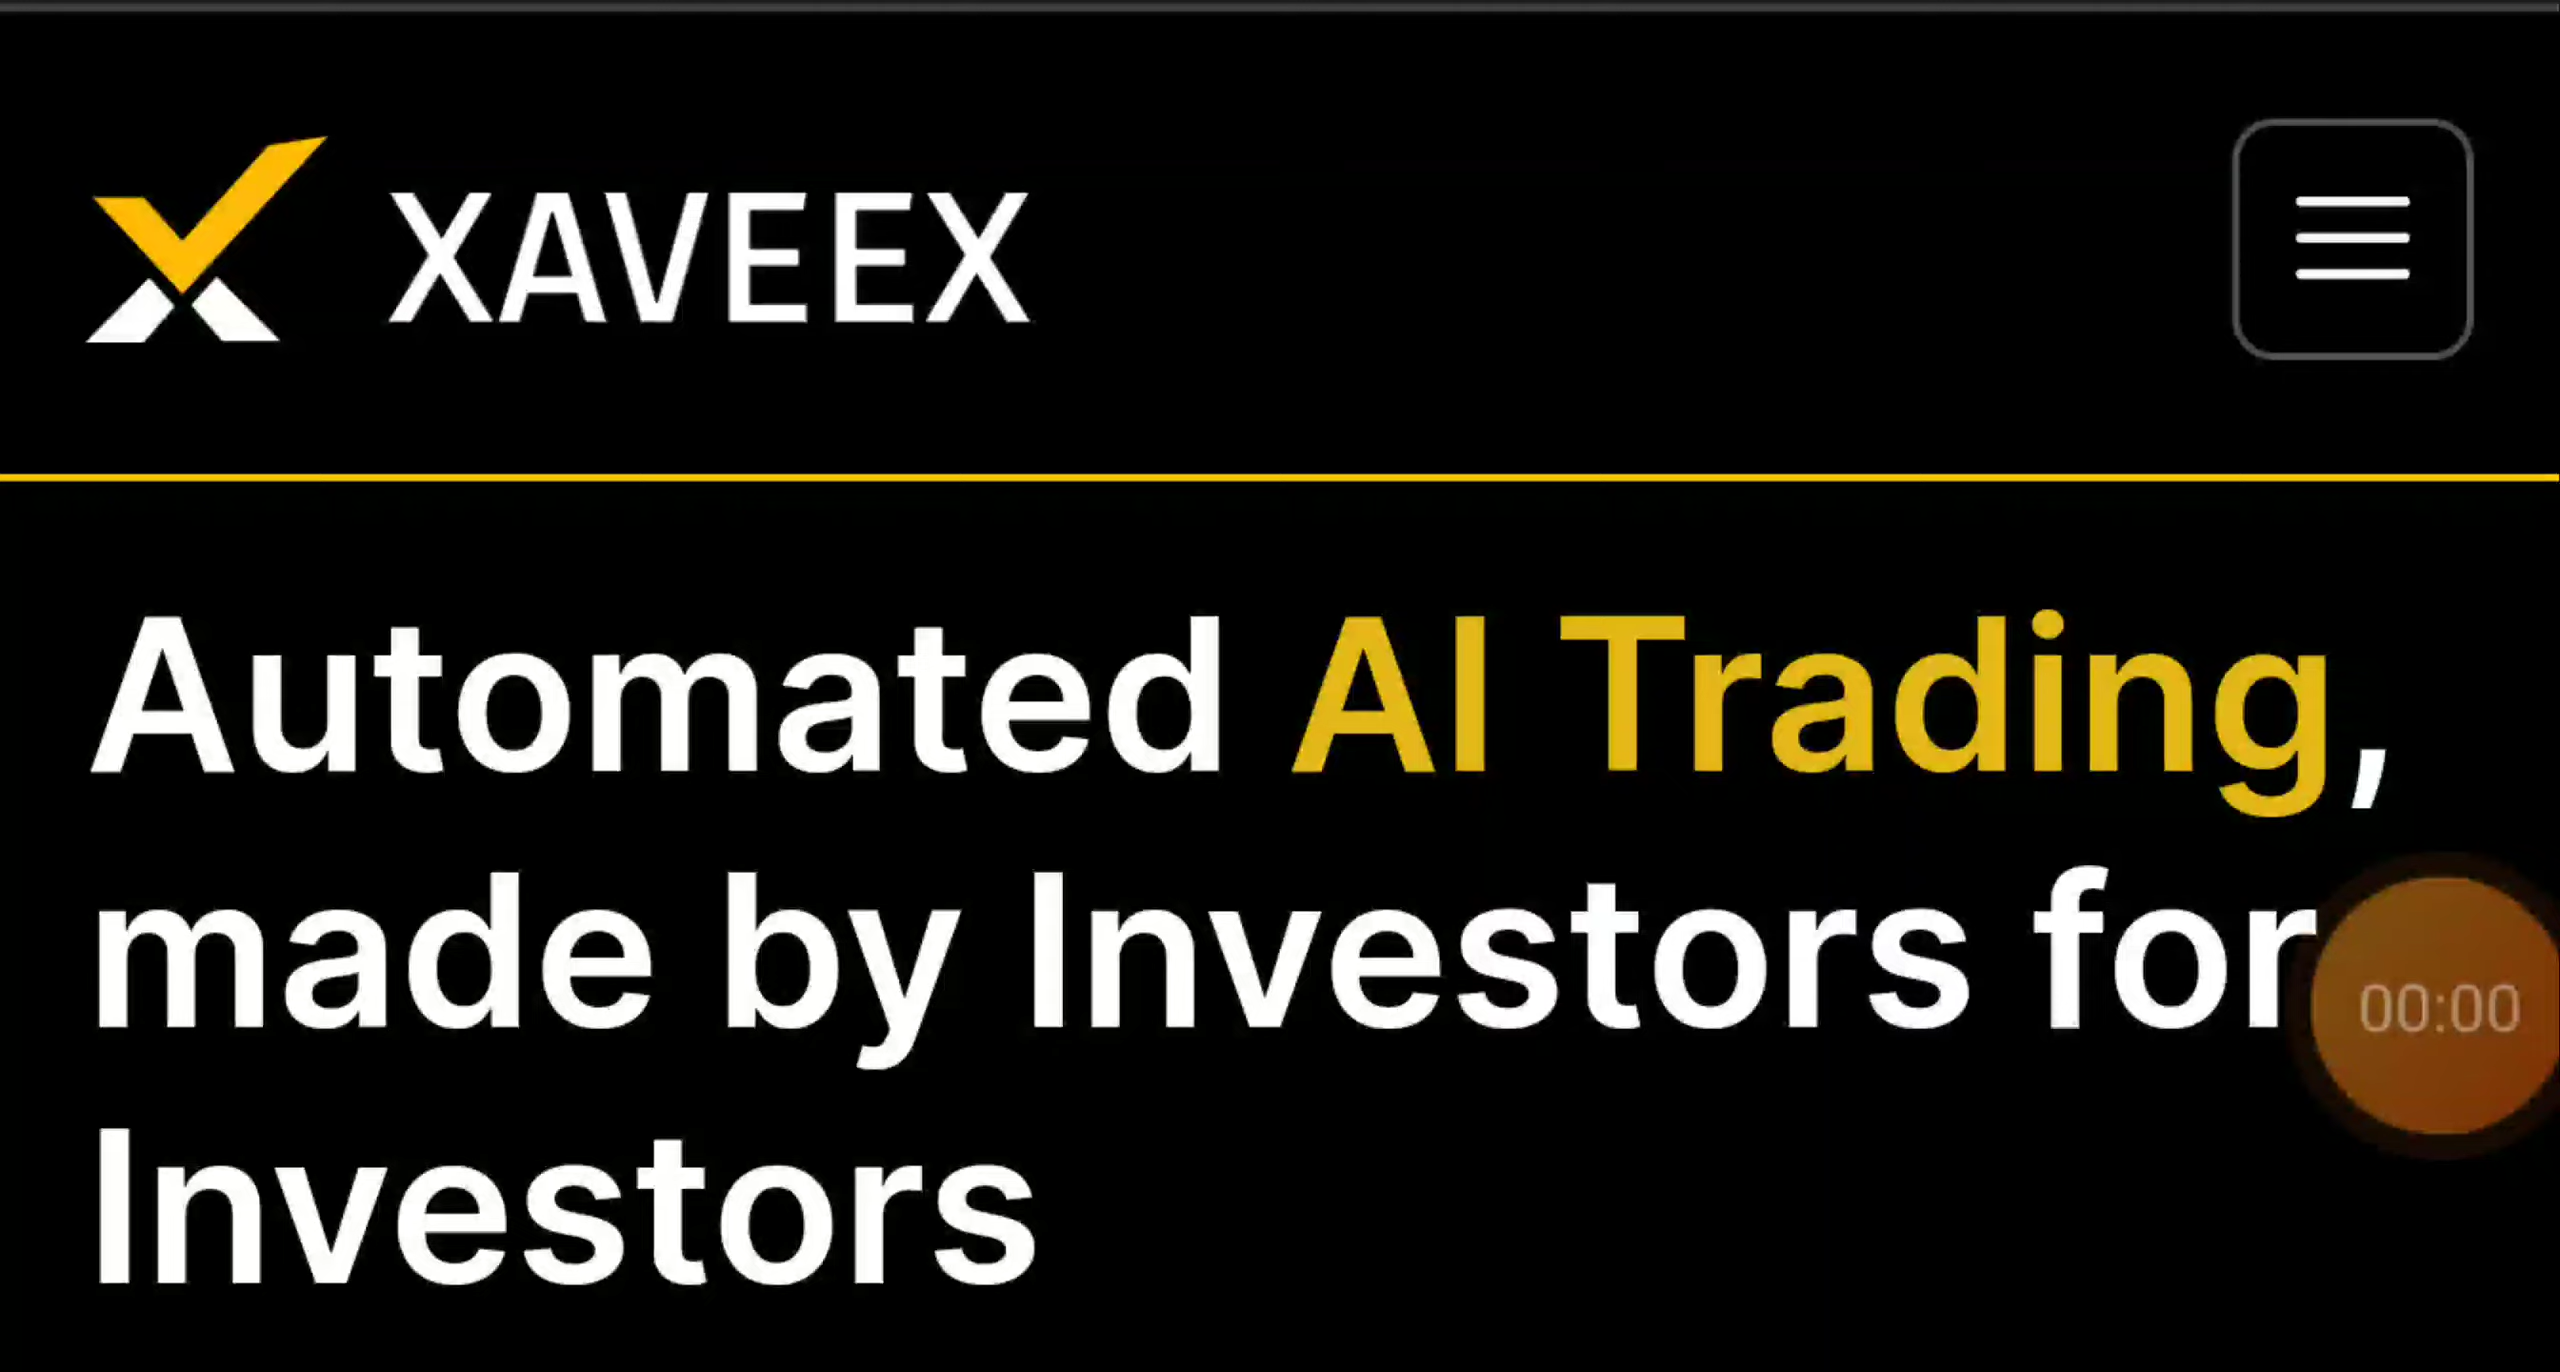 XAVEEX
Automated AI Trading,
made by Investors for
Investors
00:00